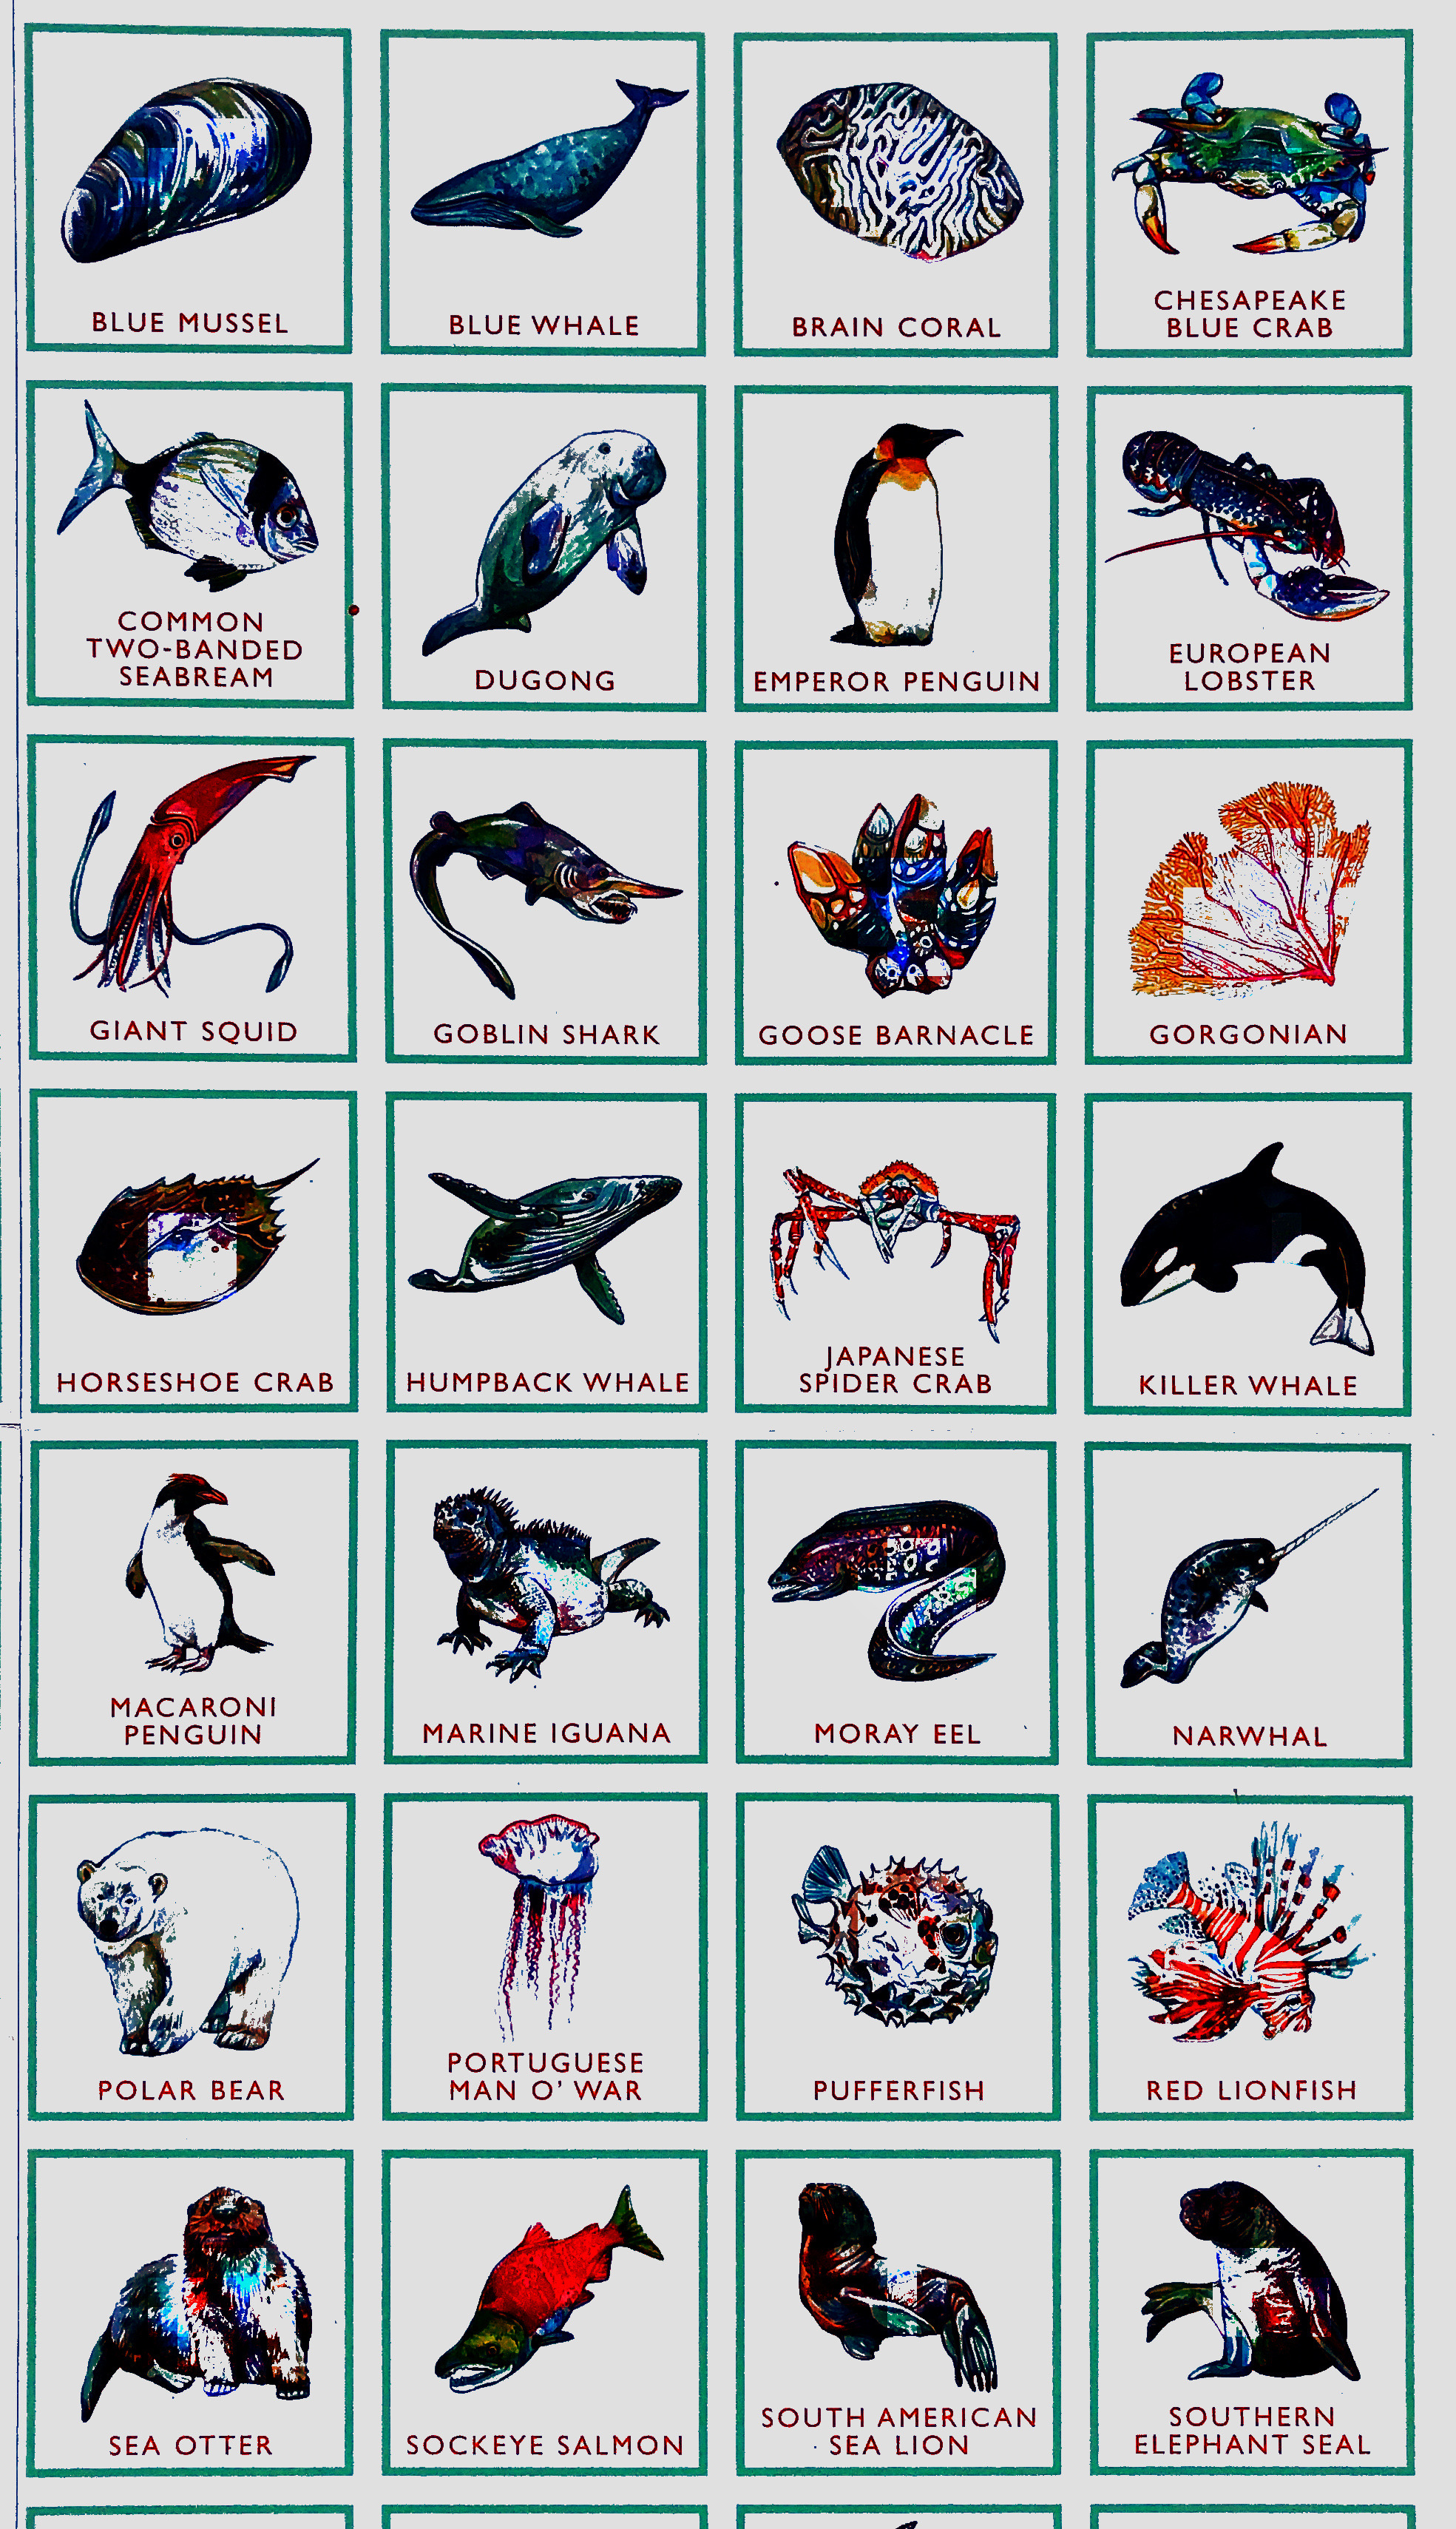 BLUE MUSSEL
BLUE WHALE
BRAIN CORAL
CHESAPEAKE
BLUE CRAB
COMMON
TWO-BANDED
SEABREAM
DUGONG
EMPEROR PENGUIN
EUROPEAN
LOBSTER
GIANT SQUID
GOBLIN SHARK
GOOSE BARNACLE
GORGONIAN
HORSESHOE CRAB
HUMPBACK WHALE
JAPANESE
SPIDER CRAB
KILLER WHALE
MACARONI
PENGUIN
MARINE IGUANA
MORAY EEL
NARWHAL
POLAR BEAR
PORTUGUESE
MAN O' WAR
PUFFERFISH
RED LIONFISH
SEA OTTER
SOCKEYE SALMON
SOUTH AMERICAN
SEA LION
SOUTHERN
ELEPHANT SEAL